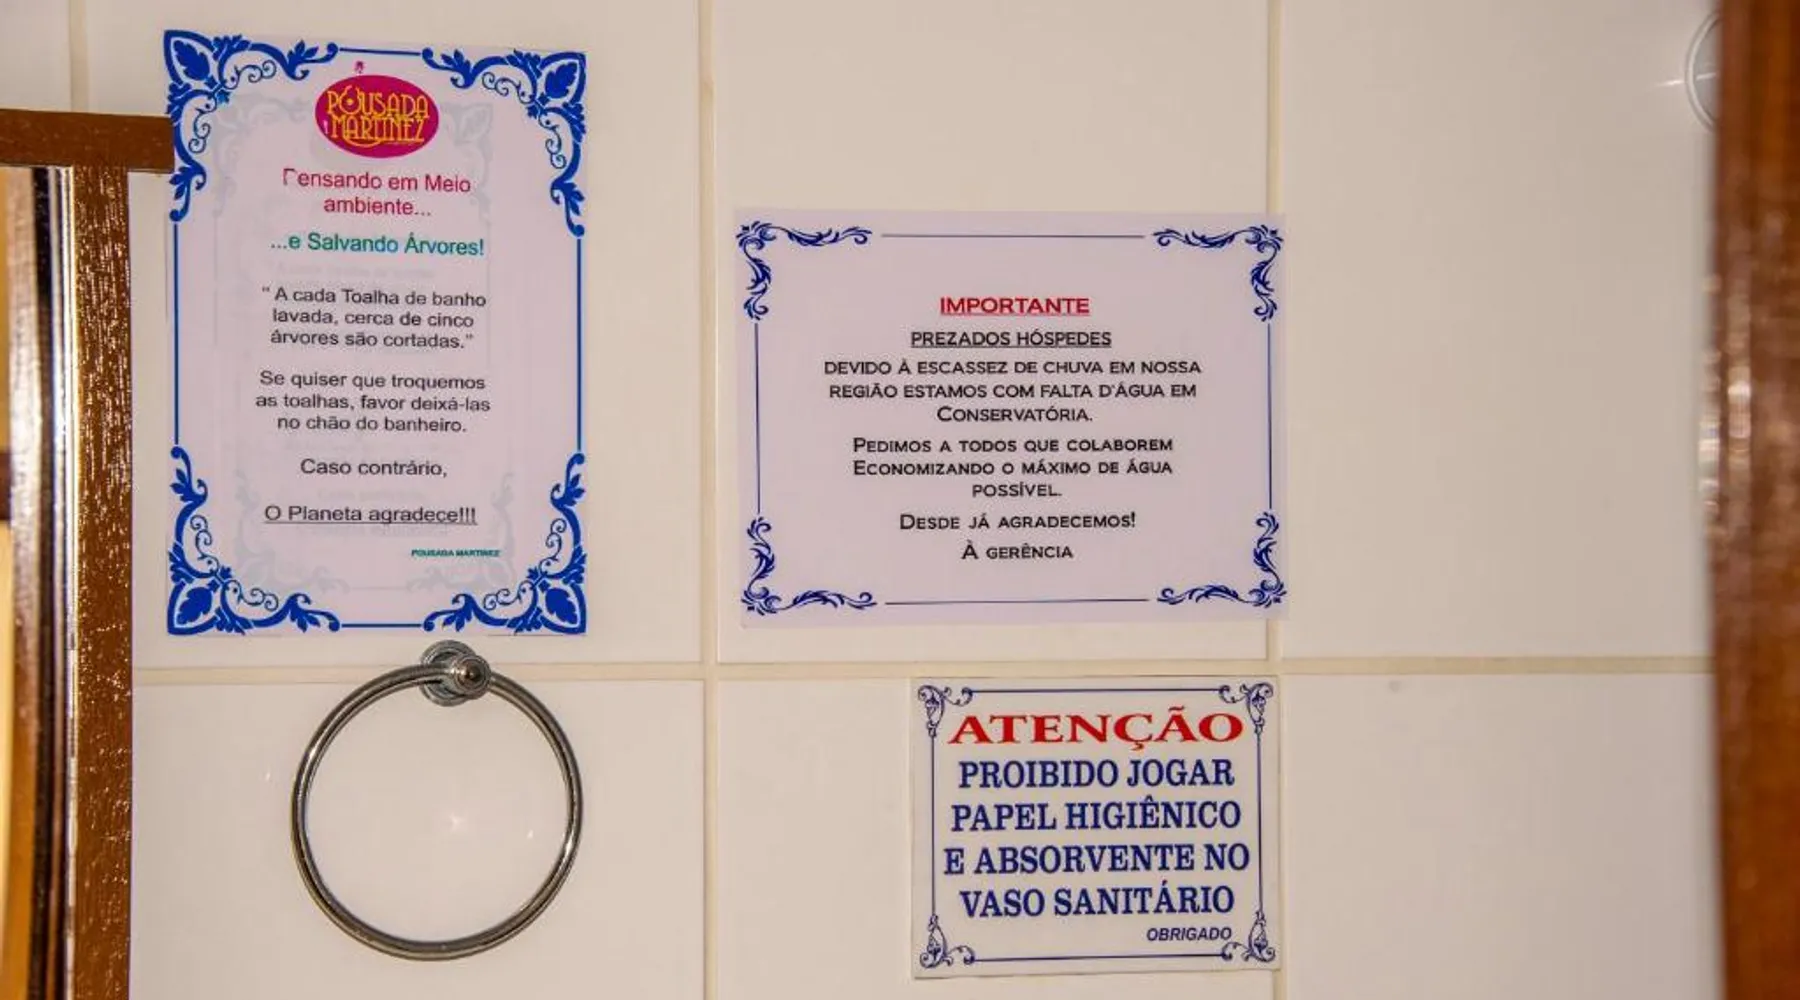 POUSADA
MARTINEZ
Pensando em Meio
ambiente...
...e Salvando Árvores!
“ A cada Toalha de banho
lavada, cerca de cinco
árvores são cortadas.”
Se quiser que troquemos
as toalhas, favor deixá-las
no chão do banheiro.
Caso contrário,
O Planeta agradece!!!
POUSADA MARTINEZ
IMPORTANTE
PREZADOS HÓSPEDES
DEVIDO À ESCASSEZ DE CHUVA EM NOSSA
REGIÃO ESTAMOS COM FALTA D'ÁGUA EM
CONSERVATÓRIA.
PEDIMOS A TODOS QUE COLABOREM
ECONOMIZANDO O MÁXIMO DE ÁGUA
POSSÍVEL.
DESDE JÁ AGRADECEMOS!
À GERÊNCIA
ATENÇÃO
PROIBIDO JOGAR
PAPEL HIGIÊNICO
E ABSORVENTE NO
VASO SANITÁRIO
OBRIGADO